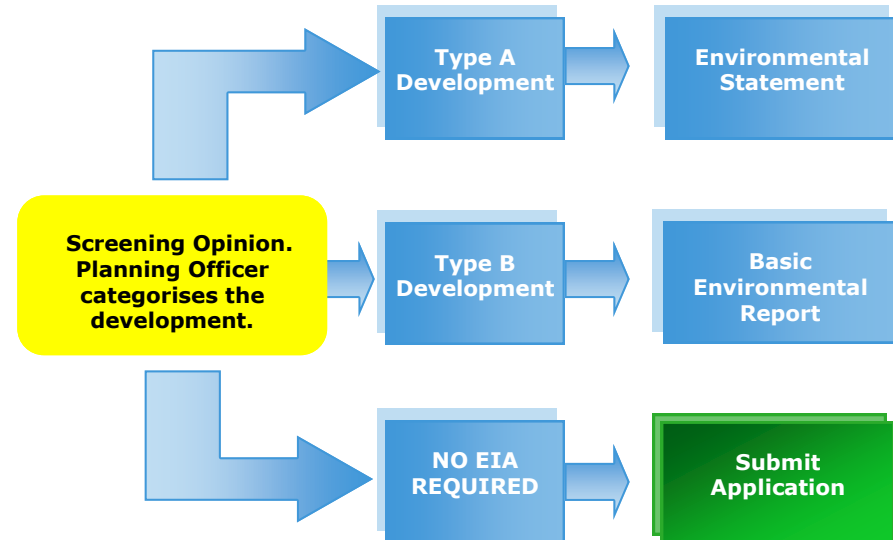 Type A
Development
Environmental
Statement
Screening Opinion.
Planning Officer
categorises the
development.
Type B
Development
Basic
Environmental
Report
NO EIA
REQUIRED
Submit
Application